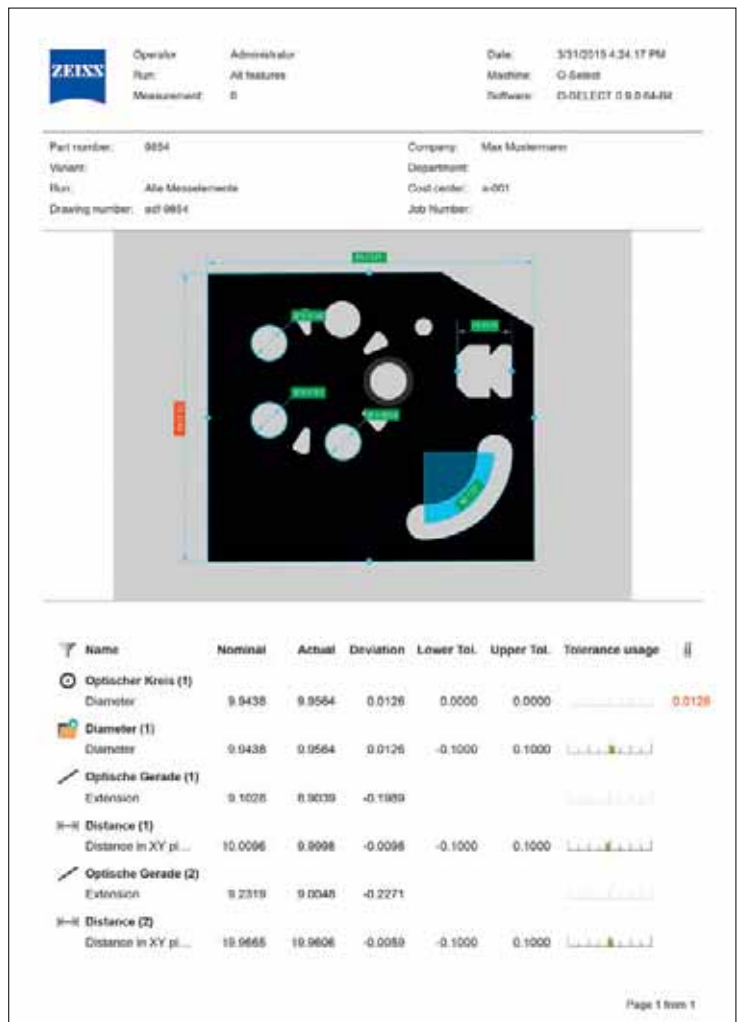 ZEISS
Operator Administrator Date: 3/31/2015 4:24:17 PM
Run: All features Machine: O-Select
Measurement: 6 Software:
Part number: 9854 Company: Max Mustermann
Variant: Department:
Run: Alle Messelemente Cost center: a-001
Drawing number: adf-9854 Job Number:
Name Nominal Actual Deviation Lower Tol. Upper Tol. Tolerance usage
Optischer Kreis (1)
Diameter 9.9438 9.9564 0.0126 0.0000 0.0000 0.0126
Diameter (1)
Diameter 9.9438 9.9564 0.0126 -0.1000 0.1000
Optische Gerade (1)
Extension 9.1028 8.9039 -0.1989
Distance (1)
Distance in XY pl... 10.0096 9.9998 -0.0098 -0.1000 0.1000
Optische Gerade (2)
Extension 9.2319 9.0048 -0.2271
Distance (2)
Distance in XY pl... 19.9665 19.9606 -0.0059 -0.1000 0.1000
Page 1 from 1